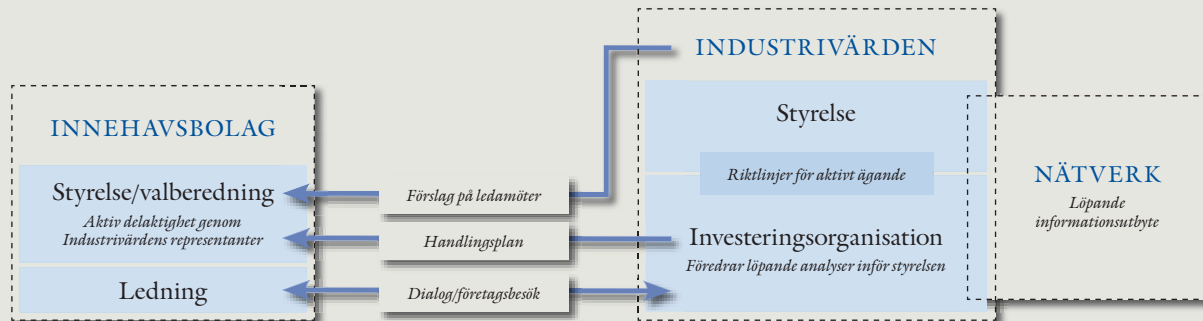 INNEHAVSBOLAG
Styrelse/valberedning
Aktiv delaktighet genom
Industrivärdens representanter
Ledning
Förslag på ledamöter
Handlingsplan
Dialog/företagsbesök
INDUSTRIVÄRDEN
Styrelse
Riktlinjer för aktivt ägande
Investeringsorganisation
Föredrar löpande analyser inför styrelsen
NÄTVERK
Löpande
informationsutbyte